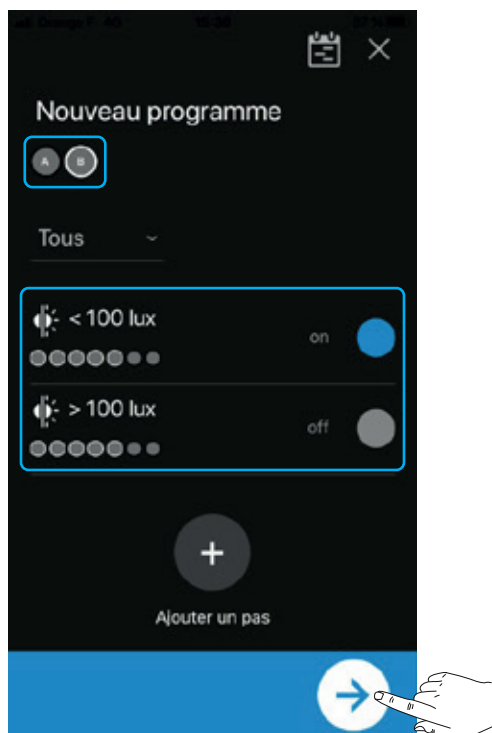 Nouveau programme
A B
Tous
< 100 lux
on
> 100 lux
off
+
Ajouter un pas